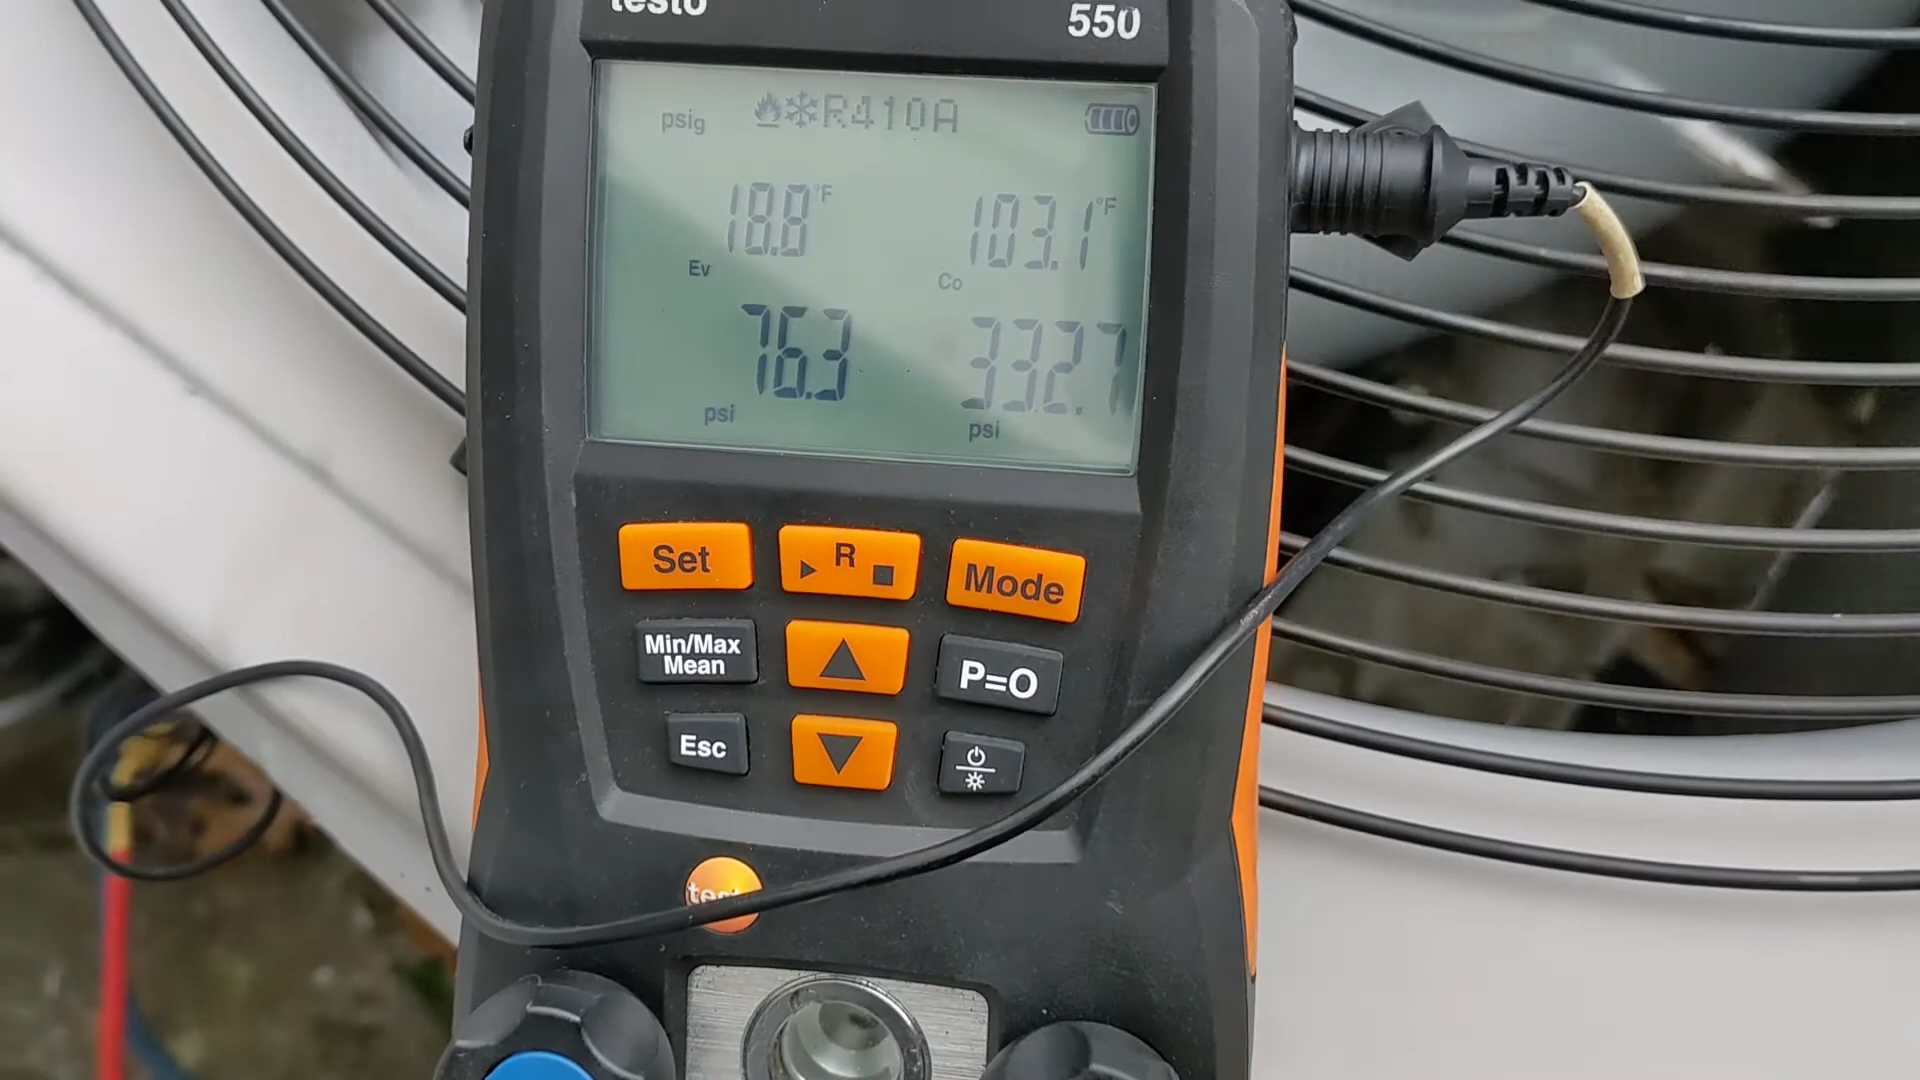 testo
550
psig R410A
18.8°F 103.1°F
Ev Co
76.3 332.7
psi psi
Set R Mode
Min/Max
Mean
P=O
Esc
testo